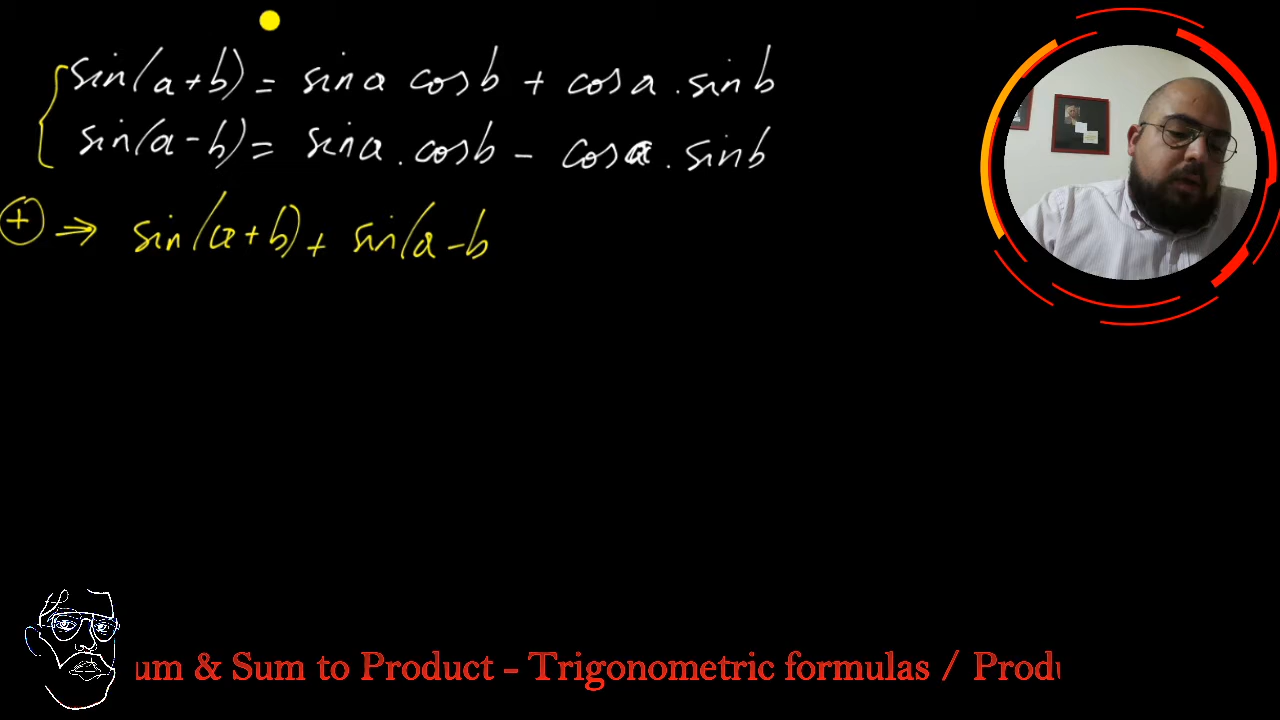 sin(a+b) = sina cosb + cosa . sinb
sin(a-b) = sina . cosb - cosa . sinb
+ ⇒ sin(a+b) + sin(a-b
um & Sum to Product - Trigonometric formulas / Produ